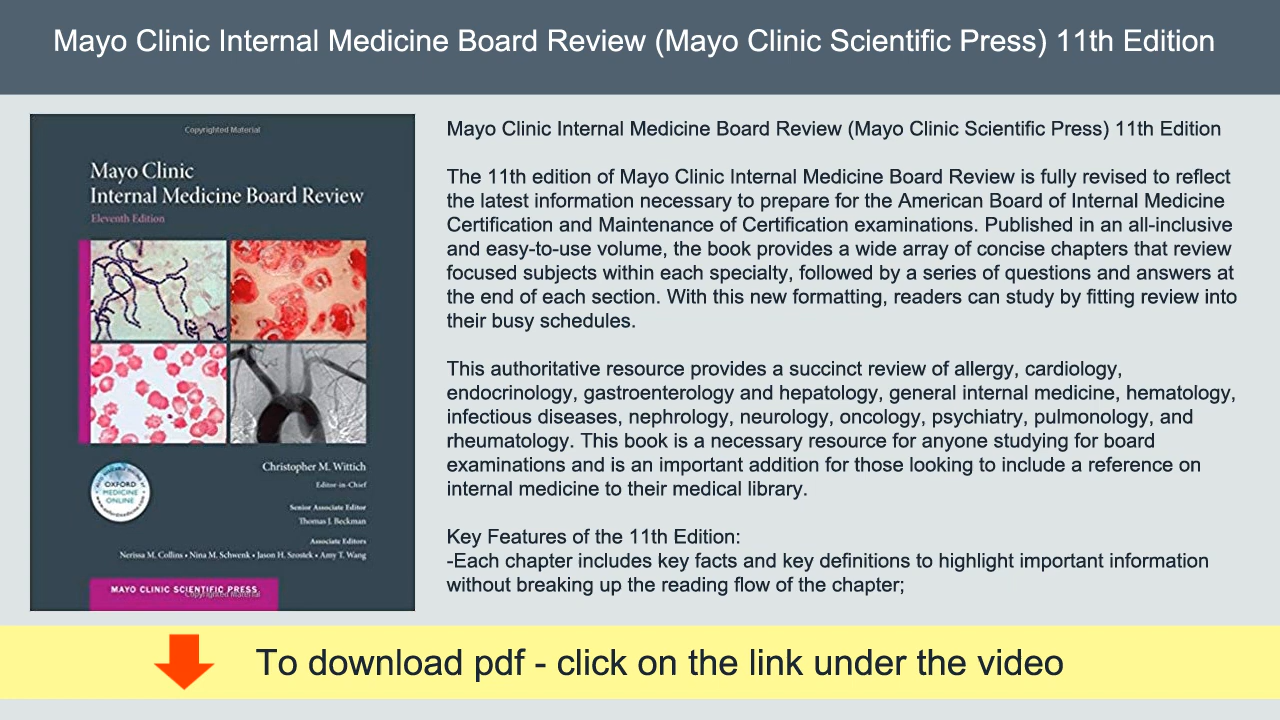 Mayo Clinic Internal Medicine Board Review (Mayo Clinic Scientific Press) 11th Edition
Copyrighted Material
Mayo Clinic
Internal Medicine Board Review
Eleventh Edition
OXFORD
MEDICINE
ONLINE
Christopher M. Wittich
Editor-in-Chief
Senior Associate Editor
Thomas J. Beckman
Associate Editors
Nerissa M. Collins • Nina M. Schwenk • Jason H. Szostek • Amy T. Wang
MAYO CLINIC SCIENTIFIC PRESS
Copyrighted Material
Mayo Clinic Internal Medicine Board Review (Mayo Clinic Scientific Press) 11th Edition
The 11th edition of Mayo Clinic Internal Medicine Board Review is fully revised to reflect
the latest information necessary to prepare for the American Board of Internal Medicine
Certification and Maintenance of Certification examinations. Published in an all-inclusive
and easy-to-use volume, the book provides a wide array of concise chapters that review
focused subjects within each specialty, followed by a series of questions and answers at
the end of each section. With this new formatting, readers can study by fitting review into
their busy schedules.
This authoritative resource provides a succinct review of allergy, cardiology,
endocrinology, gastroenterology and hepatology, general internal medicine, hematology,
infectious diseases, nephrology, neurology, oncology, psychiatry, pulmonology, and
rheumatology. This book is a necessary resource for anyone studying for board
examinations and is an important addition for those looking to include a reference on
internal medicine to their medical library.
Key Features of the 11th Edition:
-Each chapter includes key facts and key definitions to highlight important information
without breaking up the reading flow of the chapter;
To download pdf - click on the link under the video